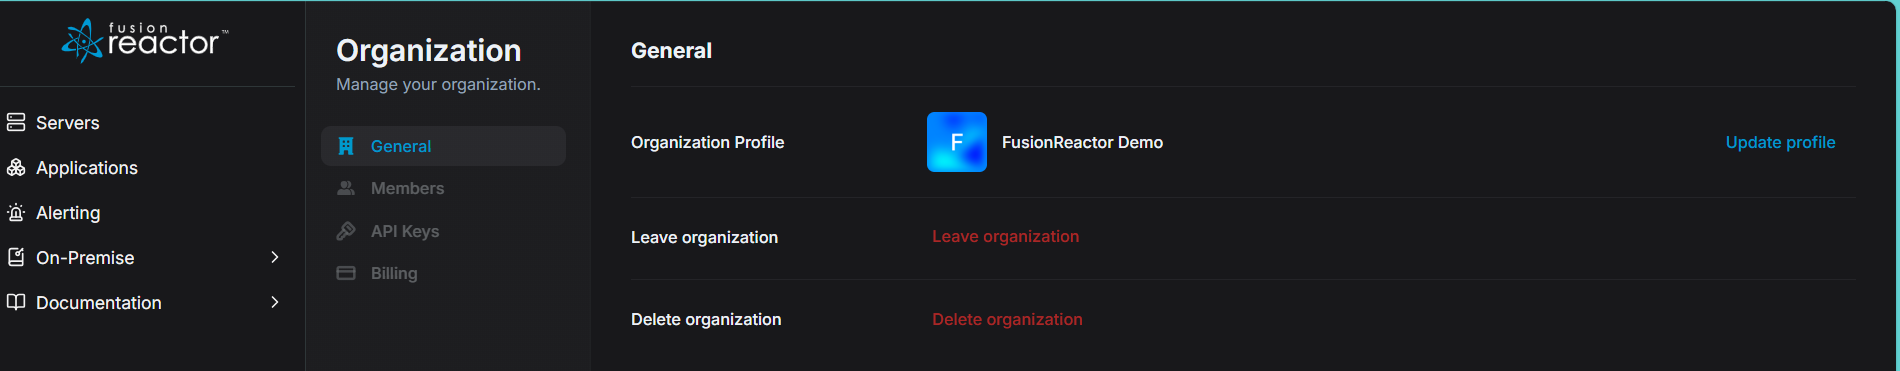 fusion
reactor™
Servers
Applications
Alerting
On-Premise
Documentation
Organization
Manage your organization.
General
Members
API Keys
Billing
General
Organization Profile
F
FusionReactor Demo
Update profile
Leave organization
Leave organization
Delete organization
Delete organization